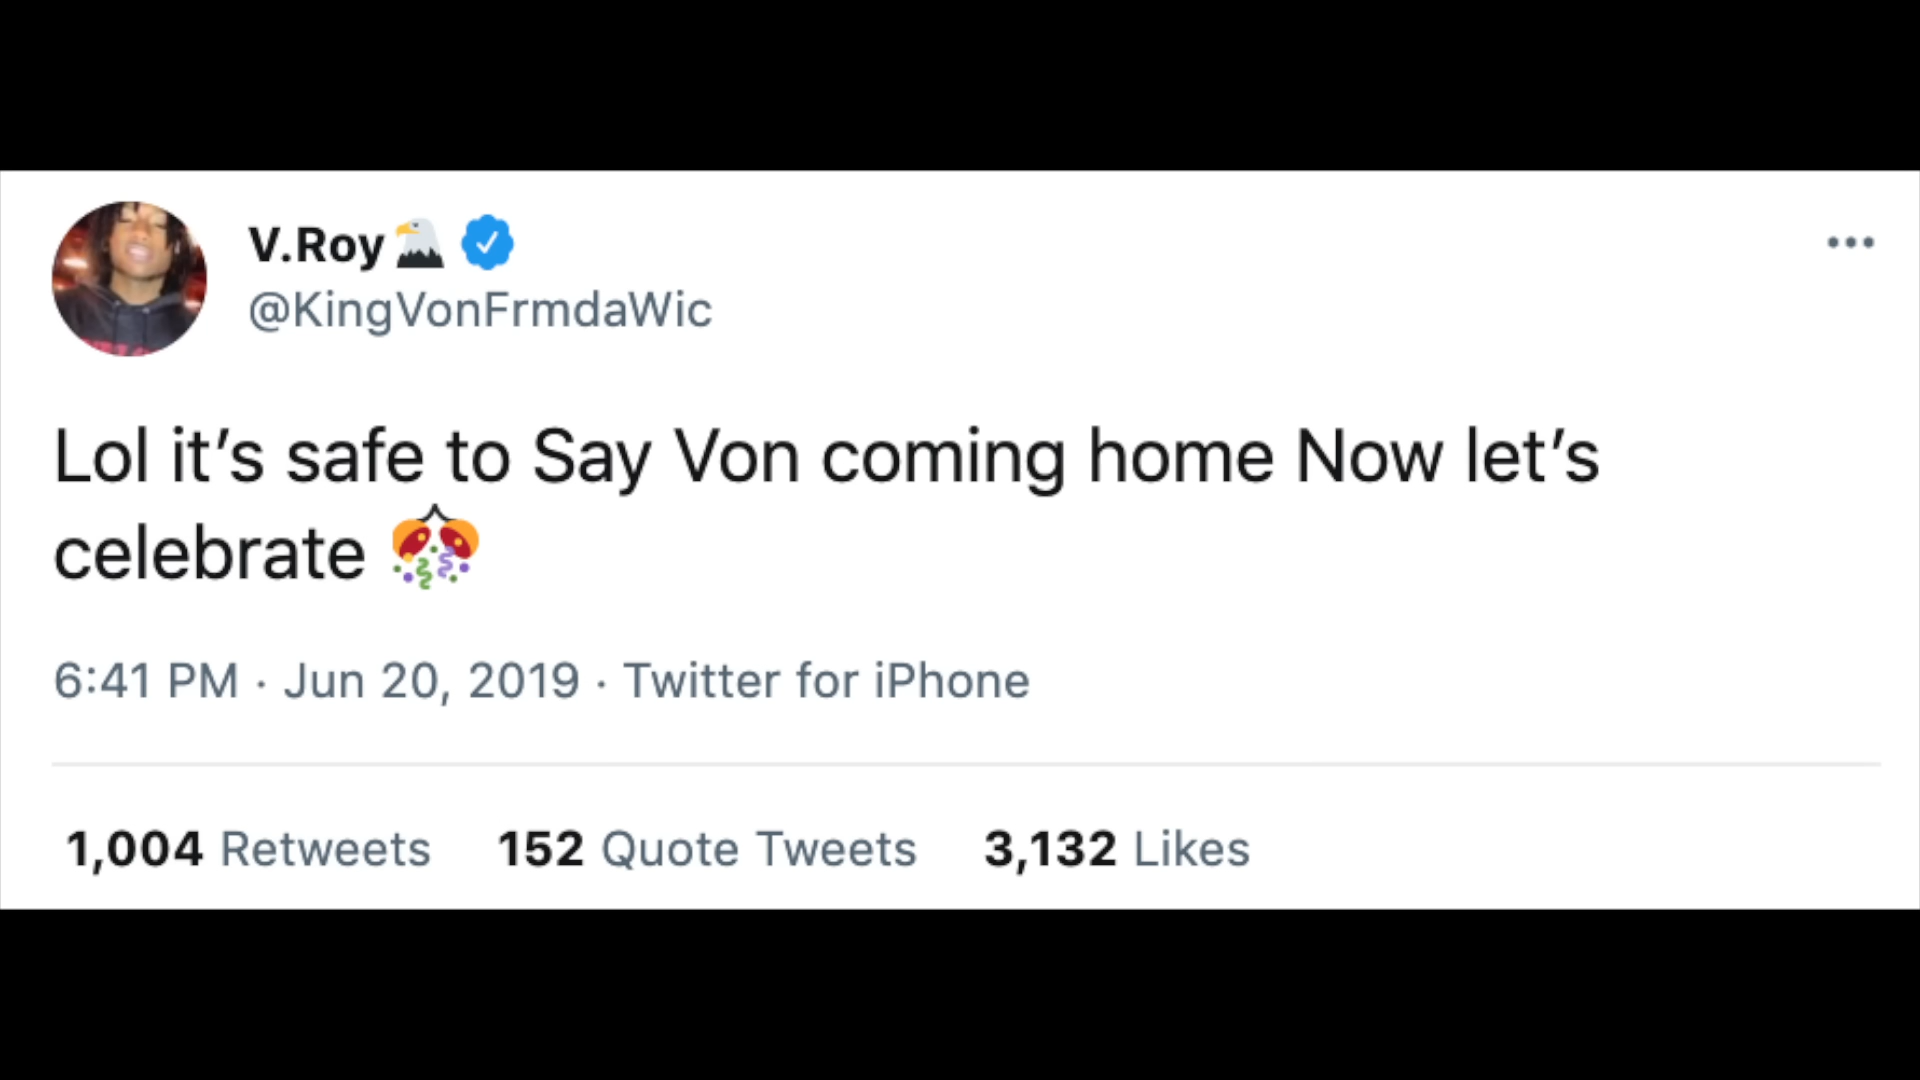 V.Roy
@KingVonFrmdaWic
Lol it’s safe to Say Von coming home Now let’s
celebrate 🎊
6:41 PM · Jun 20, 2019 · Twitter for iPhone
1,004 Retweets 152 Quote Tweets 3,132 Likes